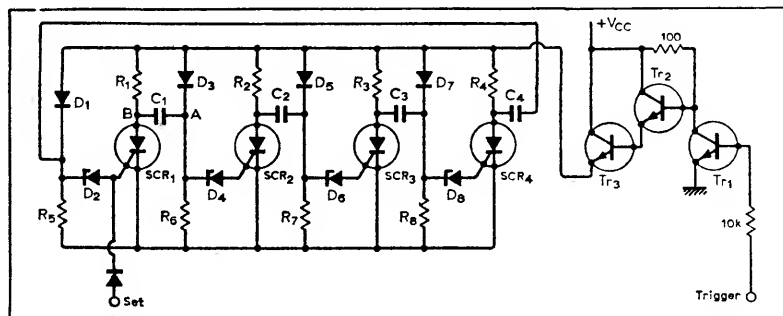 +VCC
100
Tr2
R1
D3
R2
D5
R3
D7
R4
D1
C1
C2
C3
C4
B
A
Tr3
Tr1
SCR1
SCR2
SCR3
SCR4
D2
D4
D6
D8
R5
R6
R7
R8
10k
Set
Trigger